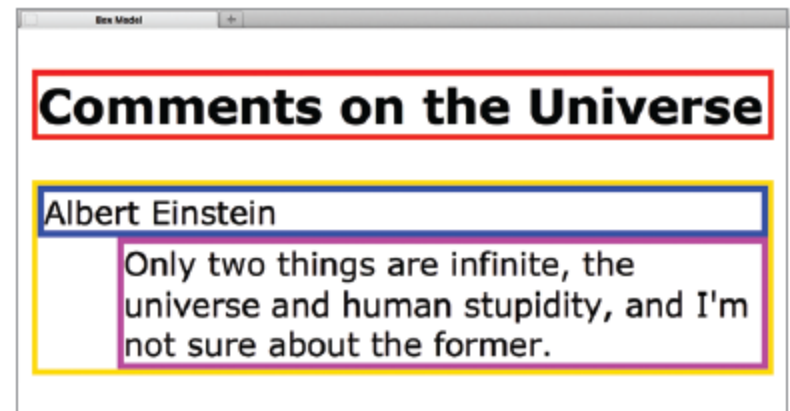 Box Model
Comments on the Universe
Albert Einstein
Only two things are infinite, the
universe and human stupidity, and I'm
not sure about the former.